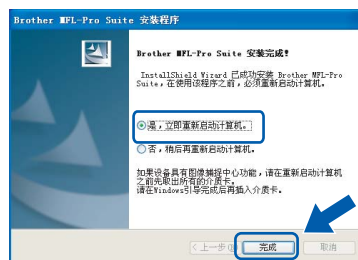 Brother MFL-Pro Suite 安装程序
Brother MFL-Pro Suite 安装完成!
InstallShield Wizard 已成功安装 Brother MFL-Pro
Suite，在使用该程序之前，必须重新启动计算机。
是，立即重新启动计算机。
否，稍后再重新启动计算机。
如果设备具有图像捕捉中心功能，请在重新启动计算机
之前先取出所有的介质卡。
请在Windows引导完成后再插入介质卡。
<上一步(B) 完成 取消